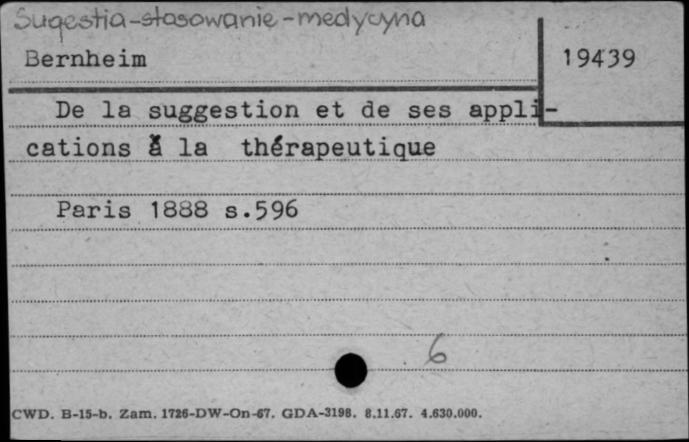 Sugestia-stosowanie-medycyna
Bernheim
19439
De la suggestion et de ses appli-
cations à la thérapeutique
Paris 1888 s.596
6
CWD. B-15-b. Zam. 1726-DW-On-67. GDA-3198. 8.11.67. 4.630.000.